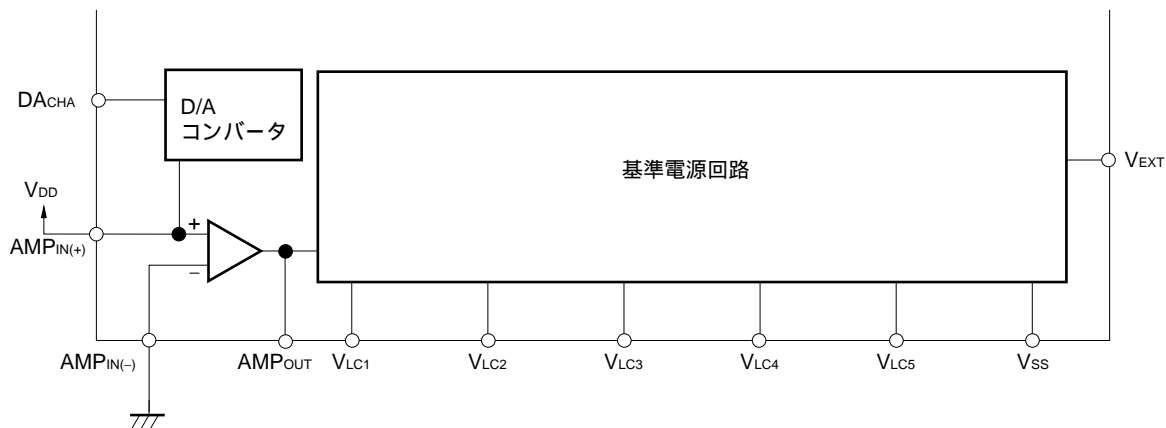 DACHA
D/A
コンバータ
VDD
+
AMPIN(+)
−
基準電源回路
VEXT
AMPIN(−)
AMPOUT
VLC1
VLC2
VLC3
VLC4
VLC5
VSS